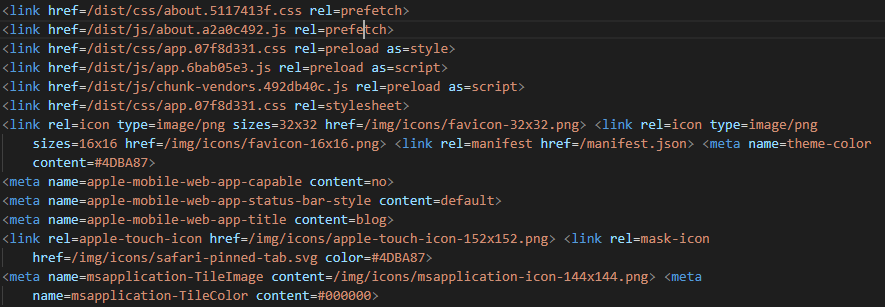 <link href=/dist/css/about.5117413f.css rel=prefetch>
<link href=/dist/js/about.a2a0c492.js rel=prefetch>
<link href=/dist/css/app.07f8d331.css rel=preload as=style>
<link href=/dist/js/app.6bab05e3.js rel=preload as=script>
<link href=/dist/js/chunk-vendors.492db40c.js rel=preload as=script>
<link href=/dist/css/app.07f8d331.css rel=stylesheet>
<link rel=icon type=image/png sizes=32x32 href=/img/icons/favicon-32x32.png> <link rel=icon type=image/png
sizes=16x16 href=/img/icons/favicon-16x16.png> <link rel=manifest href=/manifest.json> <meta name=theme-color
content=#4DBA87>
<meta name=apple-mobile-web-app-capable content=no>
<meta name=apple-mobile-web-app-status-bar-style content=default>
<meta name=apple-mobile-web-app-title content=blog>
<link rel=apple-touch-icon href=/img/icons/apple-touch-icon-152x152.png> <link rel=mask-icon
href=/img/icons/safari-pinned-tab.svg color=#4DBA87>
<meta name=msapplication-TileImage content=/img/icons/msapplication-icon-144x144.png> <meta
name=msapplication-TileColor content=#000000>